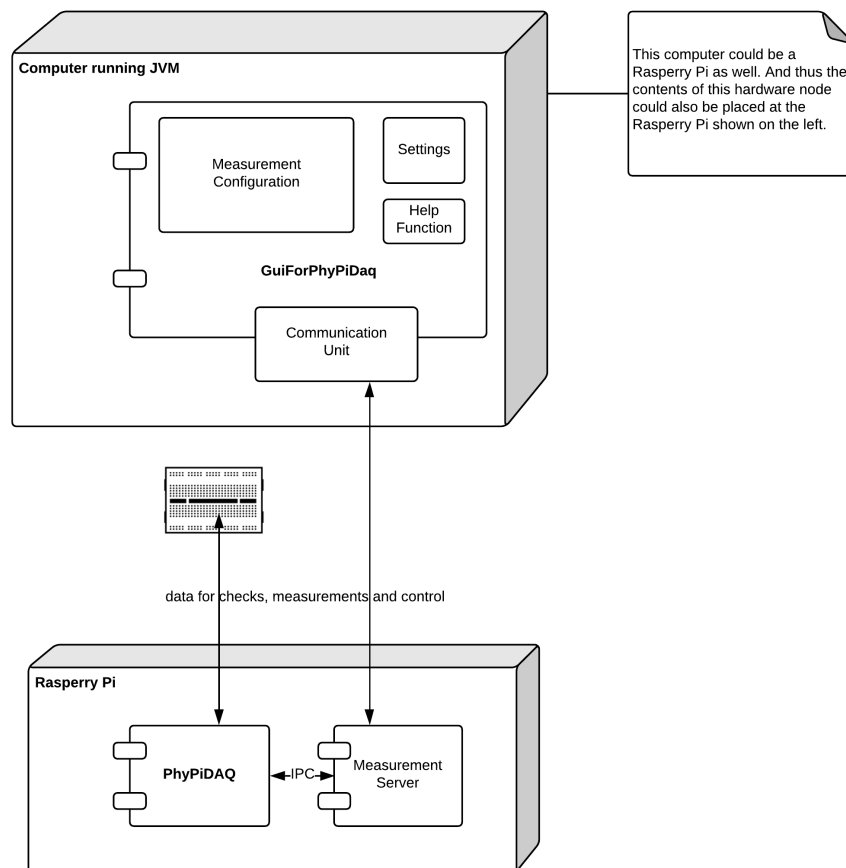 Computer running JVM
This computer could be a
Rasperry Pi as well. And thus the
contents of this hardware node
could also be placed at the
Rasperry Pi shown on the left.
Measurement
Configuration
Settings
Help
Function
GuiForPhyPiDaq
Communication
Unit
data for checks, measurements and control
Rasperry Pi
PhyPiDAQ
IPC
Measurement
Server